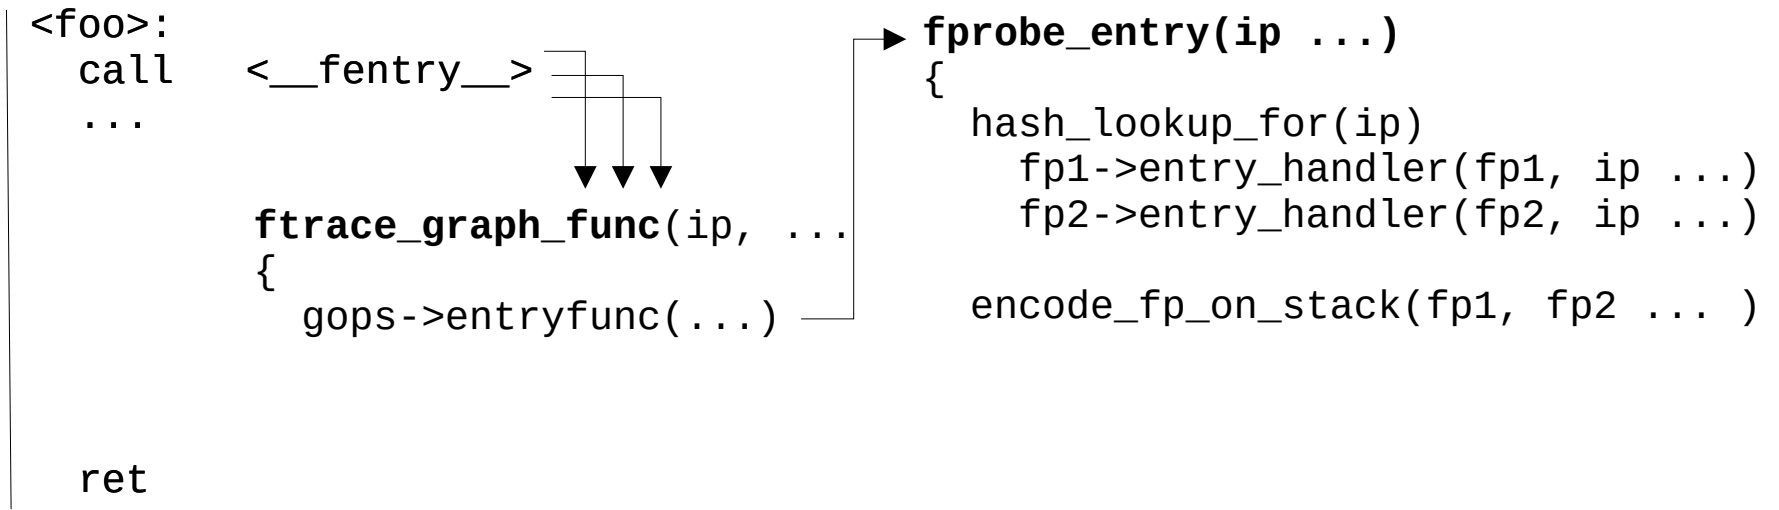 <foo>:
call <__fentry__>
...
ftrace_graph_func(ip, ...
{
gops->entryfunc(...)
ret
fprobe_entry(ip ...)
{
hash_lookup_for(ip)
fp1->entry_handler(fp1, ip ...)
fp2->entry_handler(fp2, ip ...)
encode_fp_on_stack(fp1, fp2 ... )